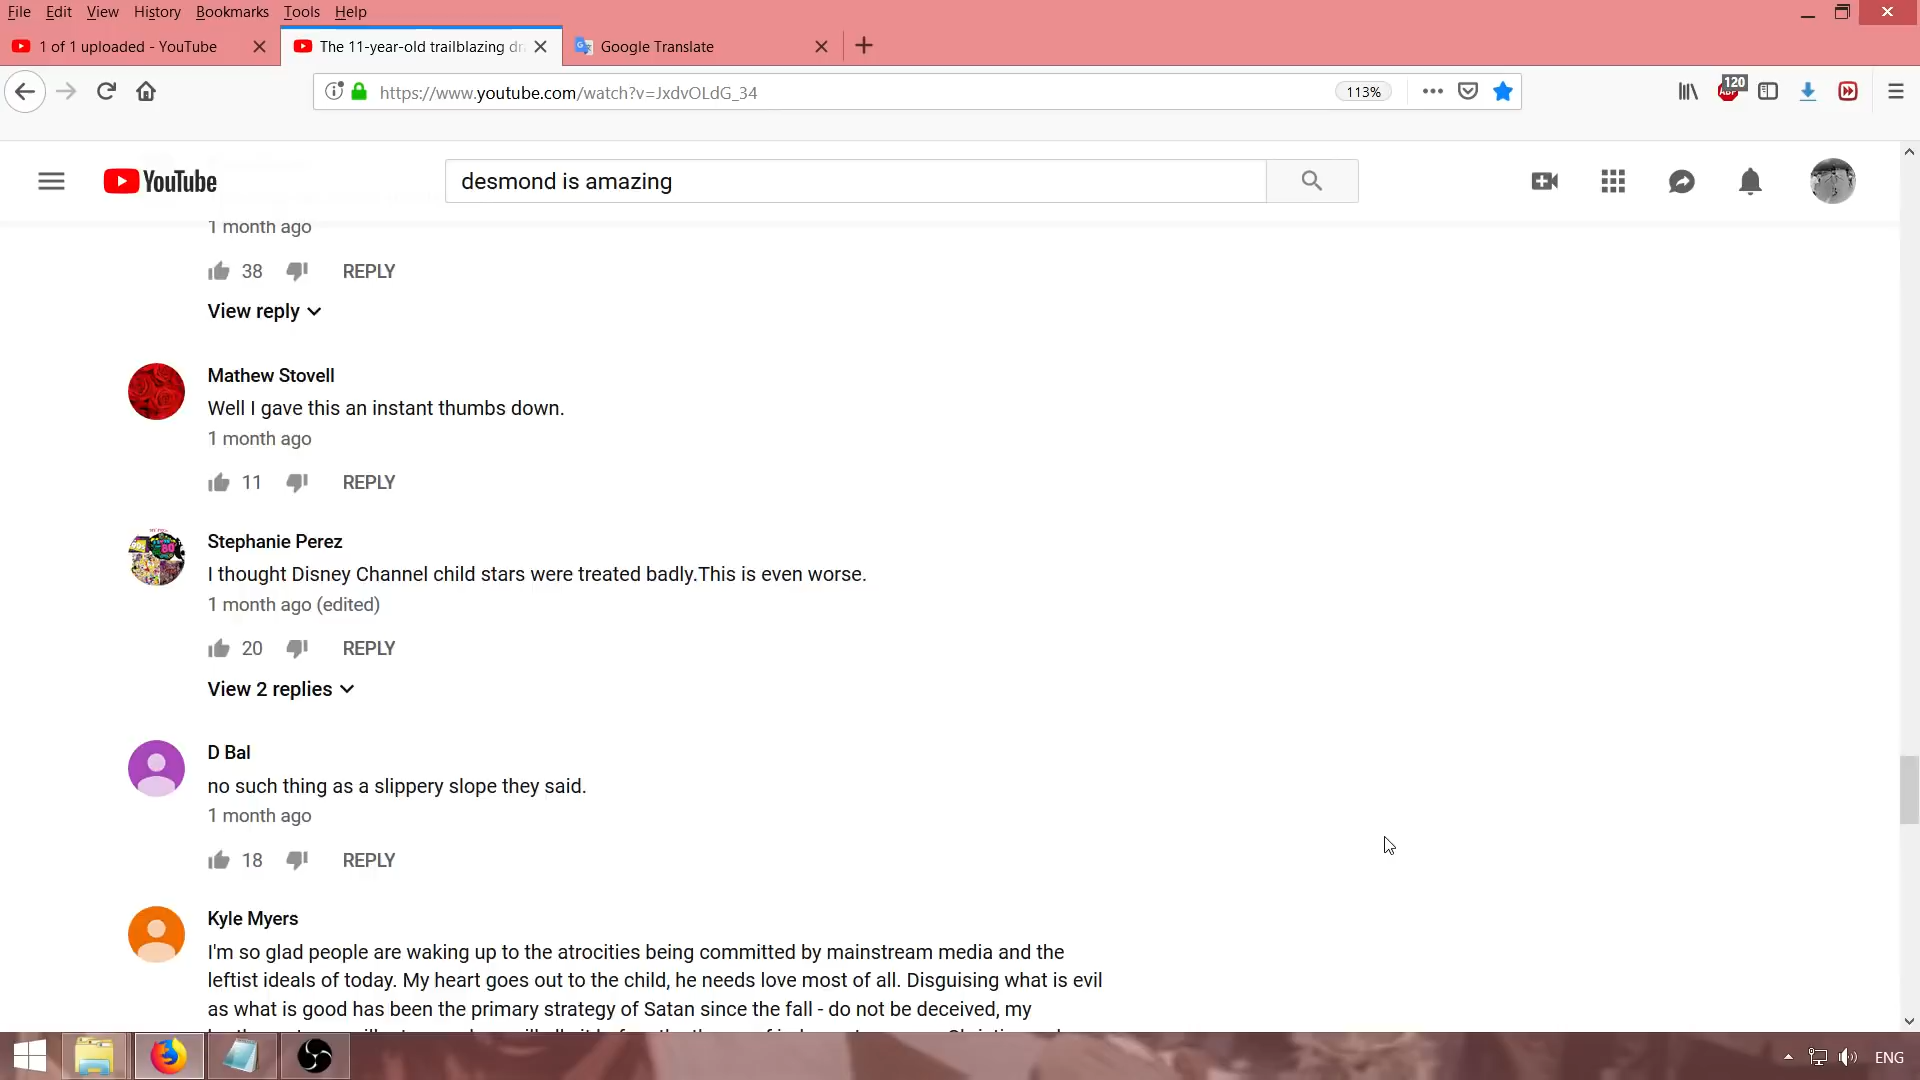 File Edit View History Bookmarks Tools Help
1 of 1 uploaded - YouTube
The 11-year-old trailblazing dr
Google Translate
https://www.youtube.com/watch?v=JxdvOLdG_34
113%
120
ABP
YouTube
desmond is amazing
1 month ago
38 REPLY
View reply
Mathew Stovell
Well I gave this an instant thumbs down.
1 month ago
11 REPLY
Stephanie Perez
I thought Disney Channel child stars were treated badly.This is even worse.
1 month ago (edited)
20 REPLY
View 2 replies
D Bal
no such thing as a slippery slope they said.
1 month ago
18 REPLY
Kyle Myers
I'm so glad people are waking up to the atrocities being committed by mainstream media and the
leftist ideals of today. My heart goes out to the child, he needs love most of all. Disguising what is evil
as what is good has been the primary strategy of Satan since the fall - do not be deceived, my
ENG